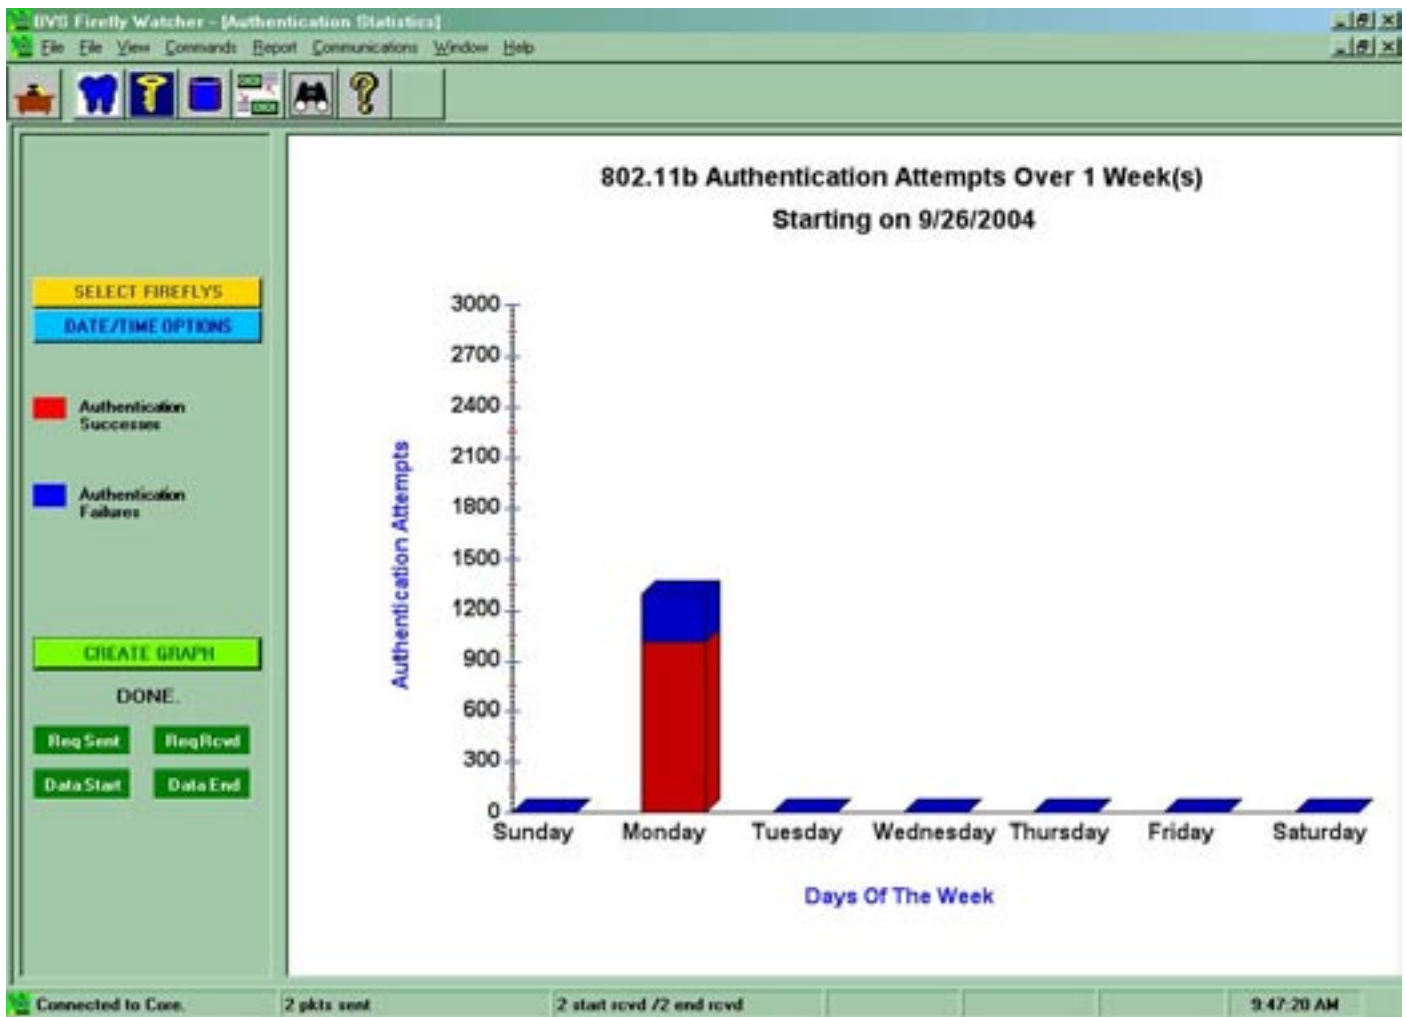 BVS Firefly Watcher - [Authentication Statistics]
File File View Commands Report Communications Window Help
802.11b Authentication Attempts Over 1 Week(s)
Starting on 9/26/2004
SELECT FIREFLYS
DATE/TIME OPTIONS
Authentication
Successes
Authentication
Failures
CREATE GRAPH
DONE.
Req Sent
Req Rcvd
Data Start
Data End
Authentication Attempts
3000
2700
2400
2100
1800
1500
1200
900
600
300
0
Sunday Monday Tuesday Wednesday Thursday Friday Saturday
Days Of The Week
Connected to Core. 2 pkts sent 2 start rcvd /2 end rcvd 9:47:20 AM